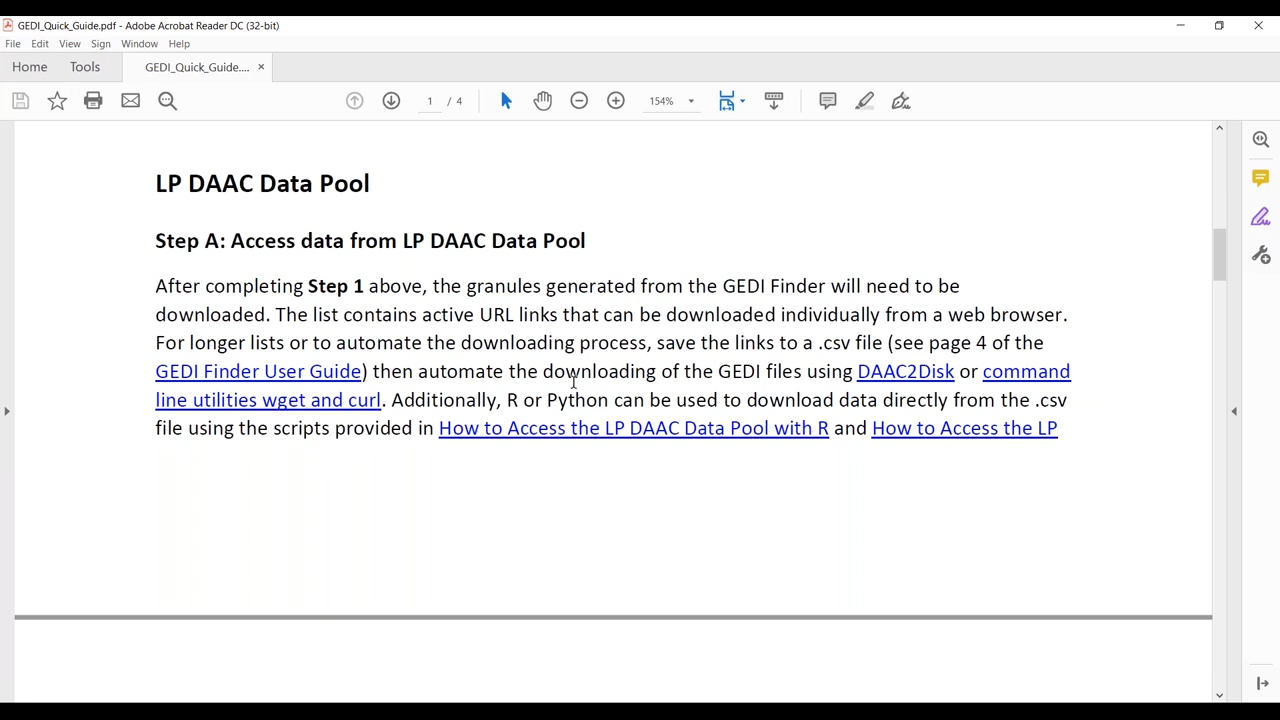 GEDI_Quick_Guide.pdf - Adobe Acrobat Reader DC (32-bit)
File Edit View Sign Window Help
Home Tools GEDI_Quick_Guide.... ×
1 / 4 154%
LP DAAC Data Pool
Step A: Access data from LP DAAC Data Pool
After completing Step 1 above, the granules generated from the GEDI Finder will need to be
downloaded. The list contains active URL links that can be downloaded individually from a web browser.
For longer lists or to automate the downloading process, save the links to a .csv file (see page 4 of the
GEDI Finder User Guide) then automate the downloading of the GEDI files using DAAC2Disk or command
line utilities wget and curl. Additionally, R or Python can be used to download data directly from the .csv
file using the scripts provided in How to Access the LP DAAC Data Pool with R and How to Access the LP